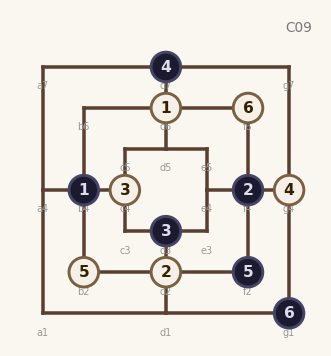 C09
4
a7 d7 g7
1 6
b6 d6 f6
c5 d5 e5
1 3 2 4
a4 b4 c4 e4 f4 g4
3
c3 d3 e3
5 2 5
b2 d2 f2
6
a1 d1 g1